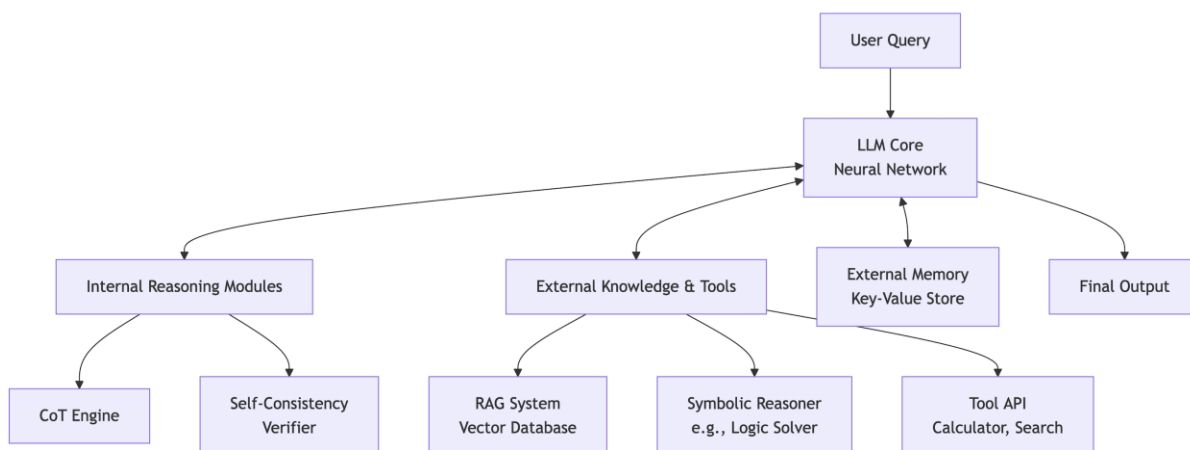 User Query
LLM Core
Neural Network
Internal Reasoning Modules
External Knowledge & Tools
External Memory
Key-Value Store
Final Output
CoT Engine
Self-Consistency
Verifier
RAG System
Vector Database
Symbolic Reasoner
e.g., Logic Solver
Tool API
Calculator, Search